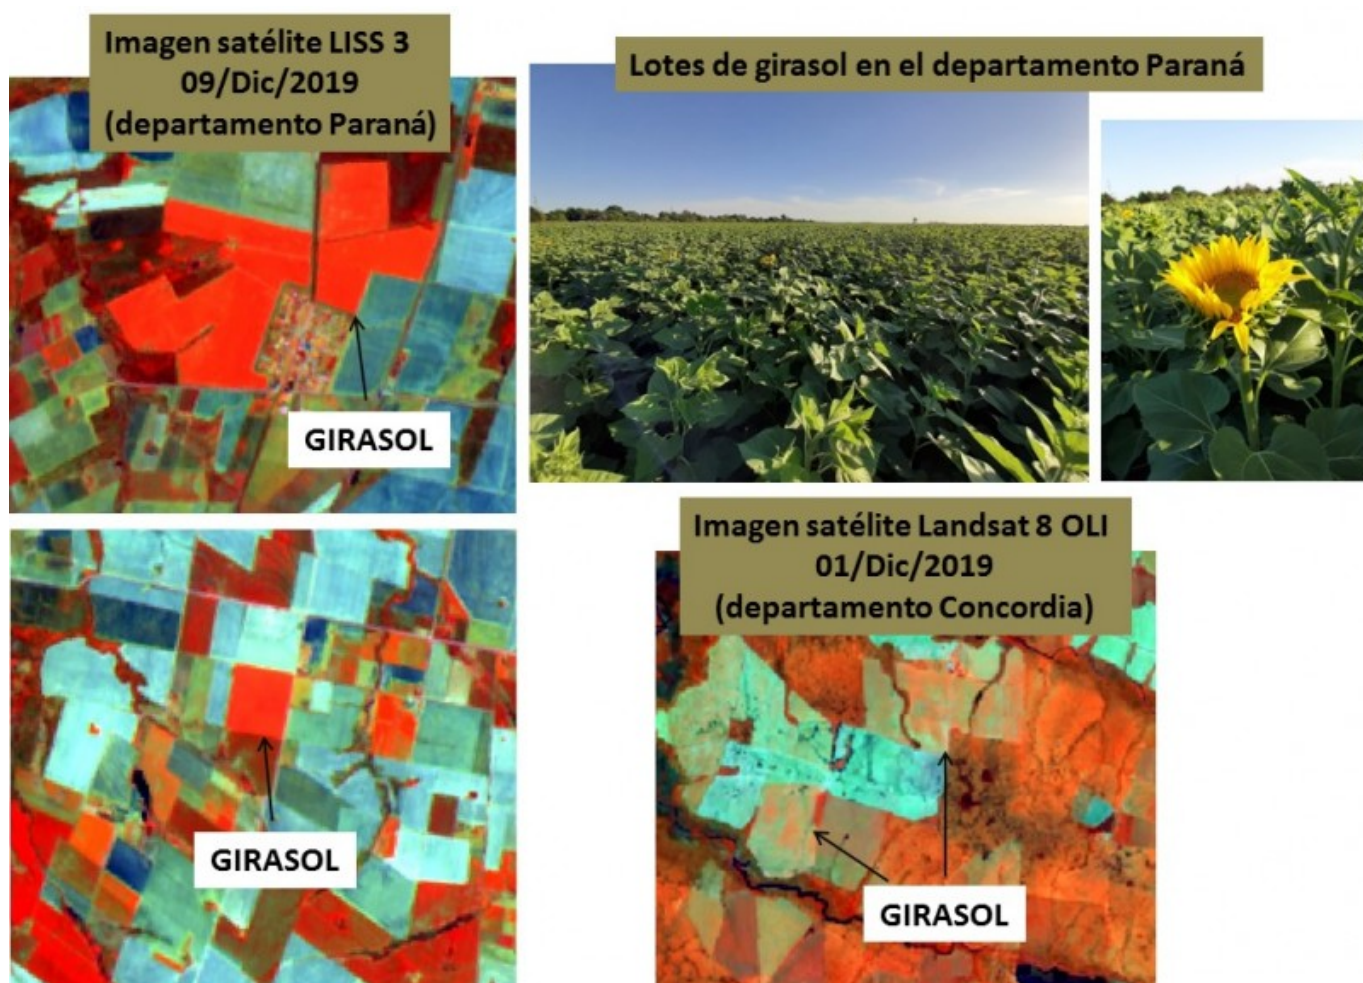 Imagen satélite LISS 3
09/Dic/2019
(departamento Paraná)
Lotes de girasol en el departamento Paraná
GIRASOL
Imagen satélite Landsat 8 OLI
01/Dic/2019
(departamento Concordia)
GIRASOL
GIRASOL